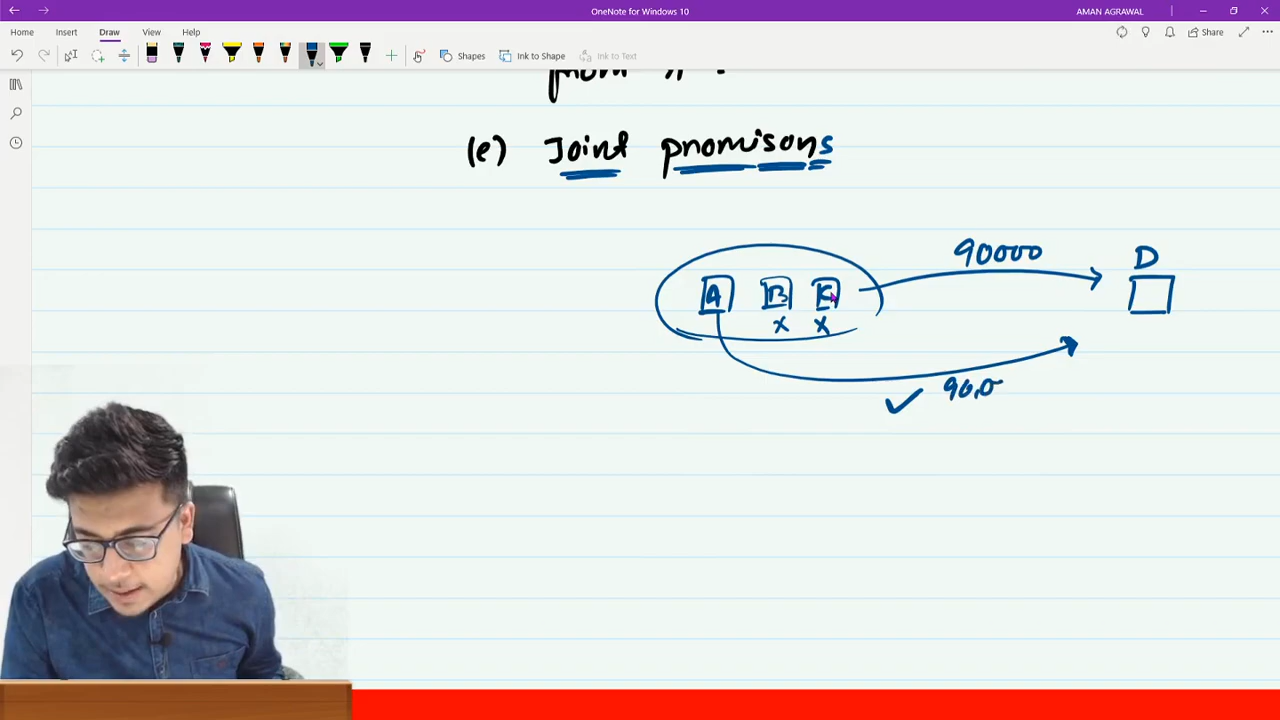 OneNote for Windows 10
AMAN AGRAWAL
Home Insert Draw View Help
Share
Shapes Ink to Shape Ink to Text
from
(e) Joint promisors
90000 D
A B C
x x
90,0